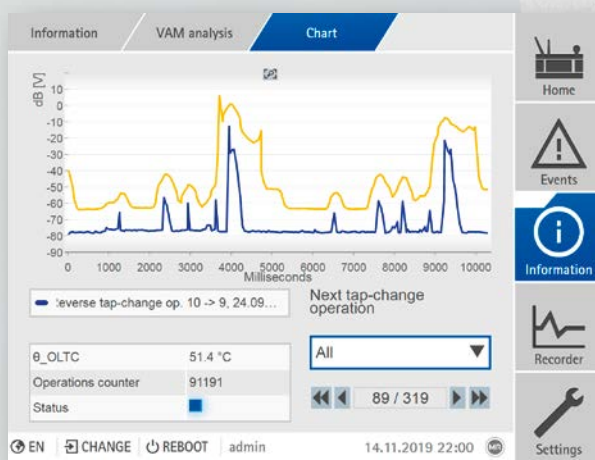 Information
VAM analysis
Chart
dB [V]
10
0
-10
-20
-30
-40
-50
-60
-70
-80
-90
0 1000 2000 3000 4000 5000 6000 7000 8000 9000 10000
Milliseconds
:everse tap-change op. 10 -> 9, 24.09...
Next tap-change
operation
All
θ_OLTC 51.4 °C
Operations counter 91191
Status
89 / 319
EN CHANGE REBOOT admin 14.11.2019 22:00 MR
Home
Events
Information
Recorder
Settings